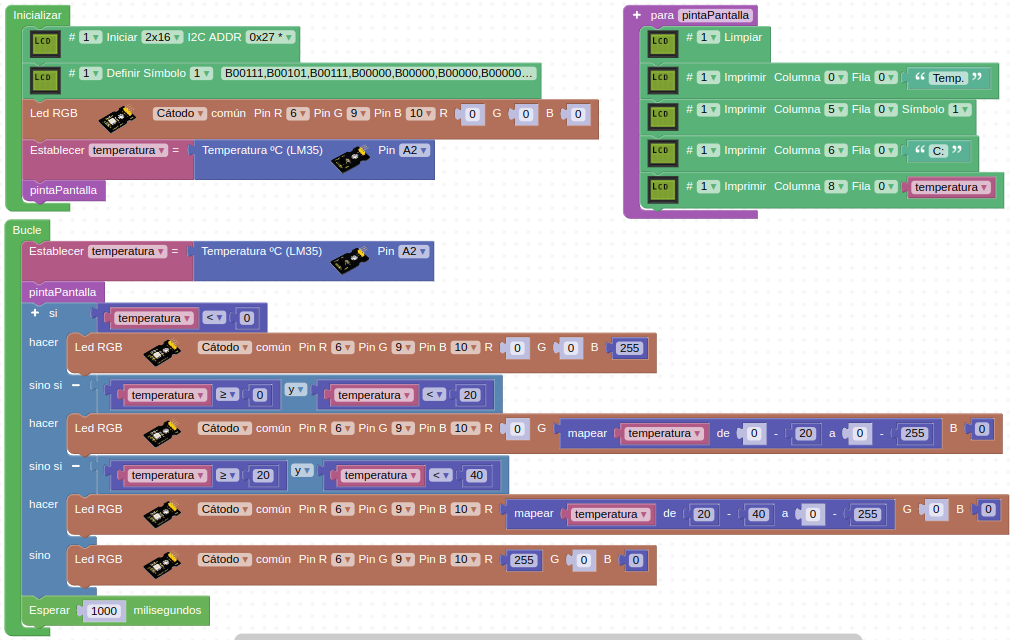 Inicializar
LCD # 1 Iniciar 2x16 I2C ADDR 0x27 *
LCD # 1 Definir Símbolo 1 B00111,B00101,B00111,B00000,B00000,B00000,B00000...
Led RGB Cátodo común Pin R 6 Pin G 9 Pin B 10 R 0 G 0 B 0
Establecer temperatura = Temperatura ºC (LM35) Pin A2
pintaPantalla
+ para pintaPantalla
LCD # 1 Limpiar
LCD # 1 Imprimir Columna 0 Fila 0 “ Temp. ”
LCD # 1 Imprimir Columna 5 Fila 0 Símbolo 1
LCD # 1 Imprimir Columna 6 Fila 0 “ C: ”
LCD # 1 Imprimir Columna 8 Fila 0 temperatura
Bucle
Establecer temperatura = Temperatura ºC (LM35) Pin A2
pintaPantalla
+ si temperatura < 0
hacer Led RGB Cátodo común Pin R 6 Pin G 9 Pin B 10 R 0 G 0 B 255
sino si − temperatura ≥ 0 y temperatura < 20
hacer Led RGB Cátodo común Pin R 6 Pin G 9 Pin B 10 R 0 G mapear temperatura de 0 - 20 a 0 - 255 B 0
sino si − temperatura ≥ 20 y temperatura < 40
hacer Led RGB Cátodo común Pin R 6 Pin G 9 Pin B 10 R mapear temperatura de 20 - 40 a 0 - 255 G 0 B 0
sino Led RGB Cátodo común Pin R 6 Pin G 9 Pin B 10 R 255 G 0 B 0
Esperar 1000 milisegundos